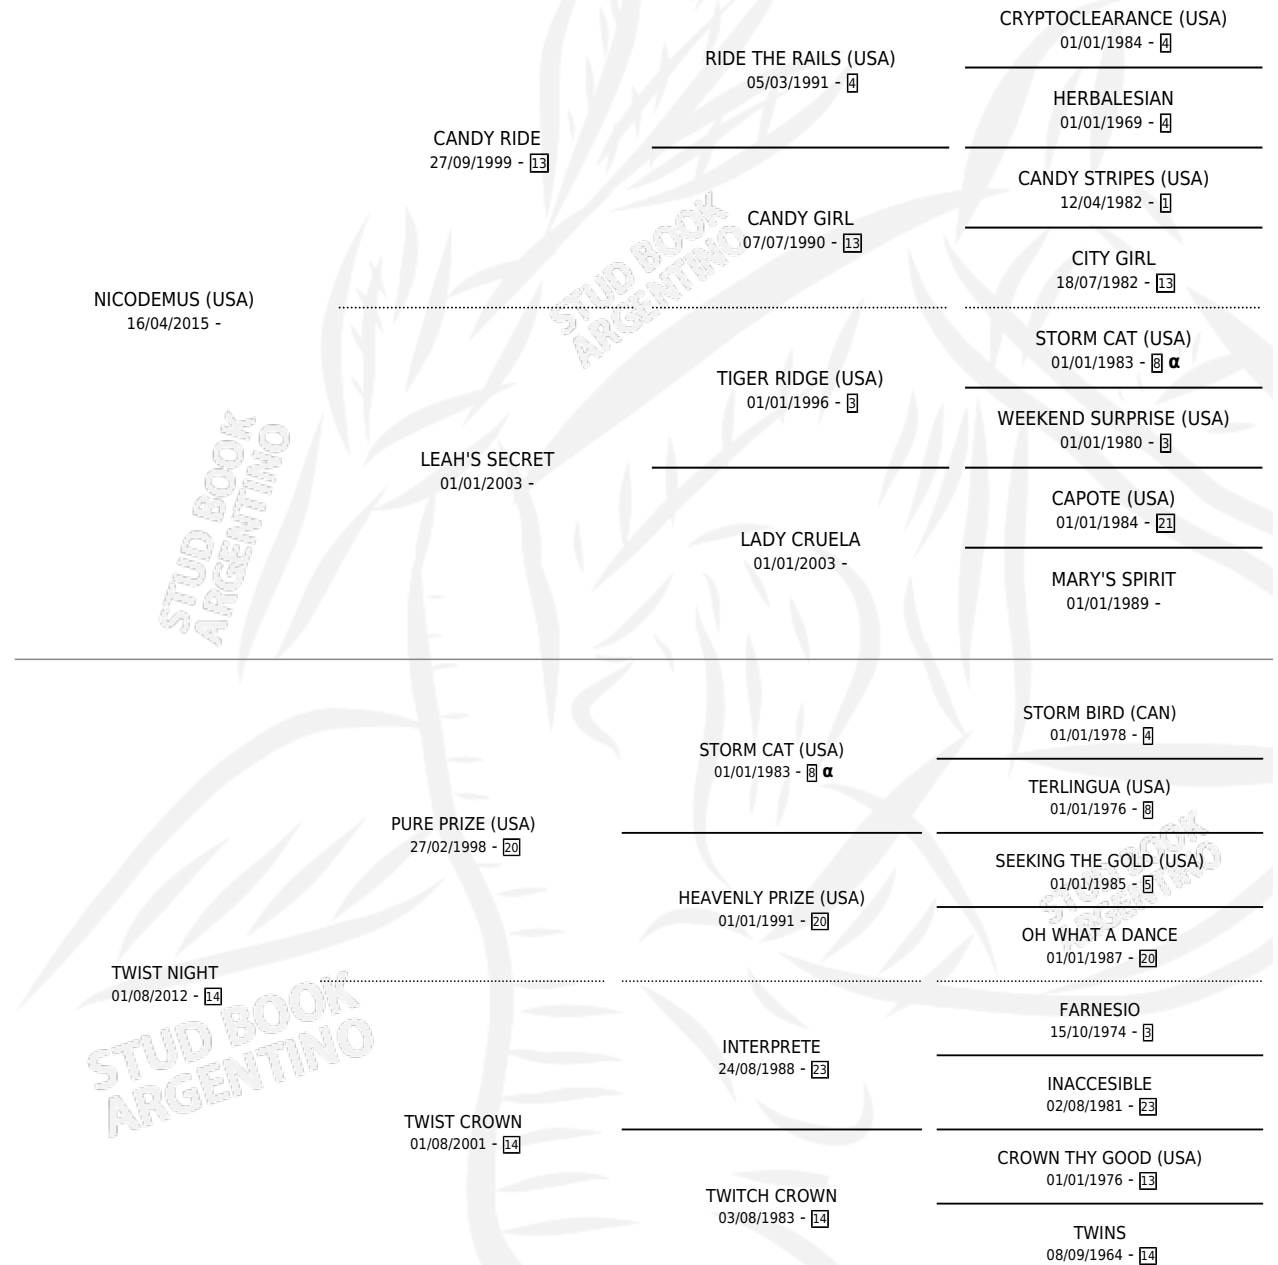 CRYPTOCLEARANCE (USA)
01/01/1984 - 4
RIDE THE RAILS (USA)
05/03/1991 - 4
HERBALESIAN
01/01/1969 - 4
CANDY RIDE
27/09/1999 - 13
CANDY STRIPES (USA)
12/04/1982 - 1
CANDY GIRL
07/07/1990 - 13
CITY GIRL
18/07/1982 - 13
NICODEMUS (USA)
16/04/2015 -
STORM CAT (USA)
01/01/1983 - 8 α
TIGER RIDGE (USA)
01/01/1996 - 3
WEEKEND SURPRISE (USA)
01/01/1980 - 3
LEAH'S SECRET
01/01/2003 -
CAPOTE (USA)
01/01/1984 - 21
LADY CRUELA
01/01/2003 -
MARY'S SPIRIT
01/01/1989 -
STORM BIRD (CAN)
01/01/1978 - 4
STORM CAT (USA)
01/01/1983 - 8 α
TERLINGUA (USA)
01/01/1976 - 8
PURE PRIZE (USA)
27/02/1998 - 20
SEEKING THE GOLD (USA)
01/01/1985 - 5
HEAVENLY PRIZE (USA)
01/01/1991 - 20
OH WHAT A DANCE
01/01/1987 - 20
TWIST NIGHT
01/08/2012 - 14
FARNESIO
15/10/1974 - 3
INTERPRETE
24/08/1988 - 23
INACCESIBLE
02/08/1981 - 23
TWIST CROWN
01/08/2001 - 14
CROWN THY GOOD (USA)
01/01/1976 - 13
TWITCH CROWN
03/08/1983 - 14
TWINS
08/09/1964 - 14
STUD BOOK
ARGENTINO
STUD BOOK
ARGENTINO
STUD BOOK
ARGENTINO
STUD BOOK
ARGENTINO